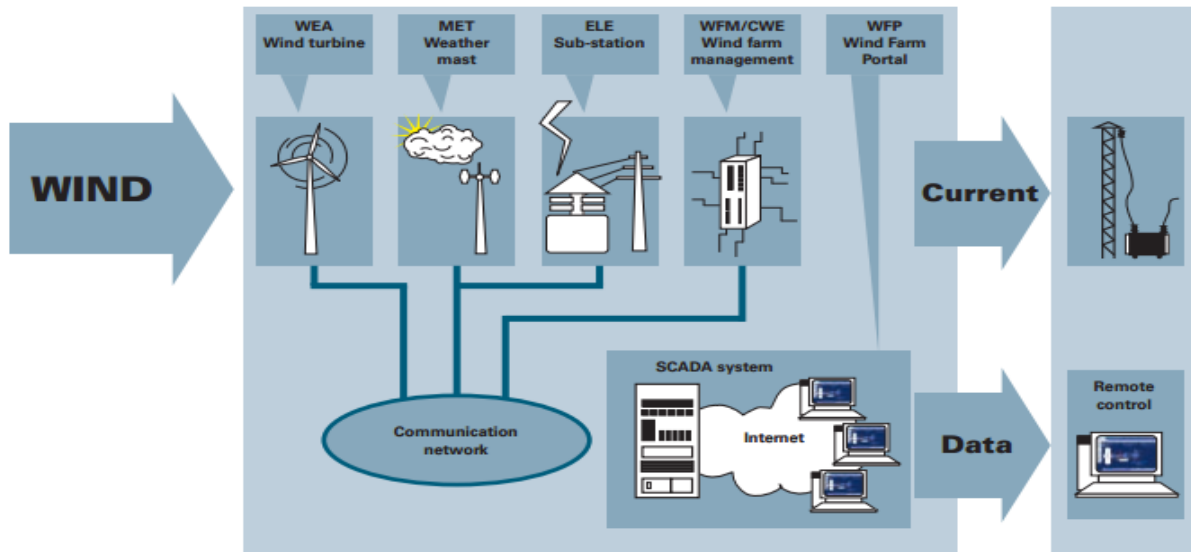 WEA
Wind turbine
MET
Weather
mast
ELE
Sub-station
WFM/CWE
Wind farm
management
WFP
Wind Farm
Portal
WIND
Current
SCADA system
Internet
Communication
network
Data
Remote
control